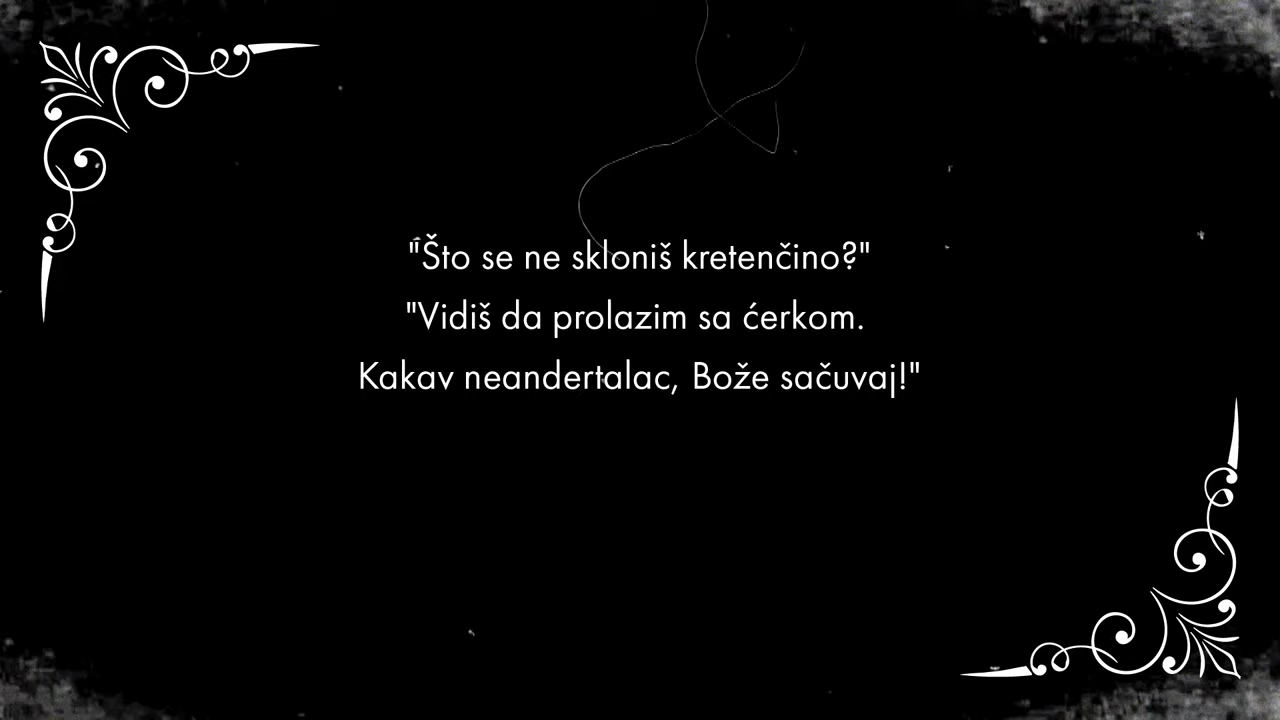 "Što se ne skloniš kretenčino?"
"Vidiš da prolazim sa ćerkom.
Kakav neandertalac, Bože sačuvaj!"